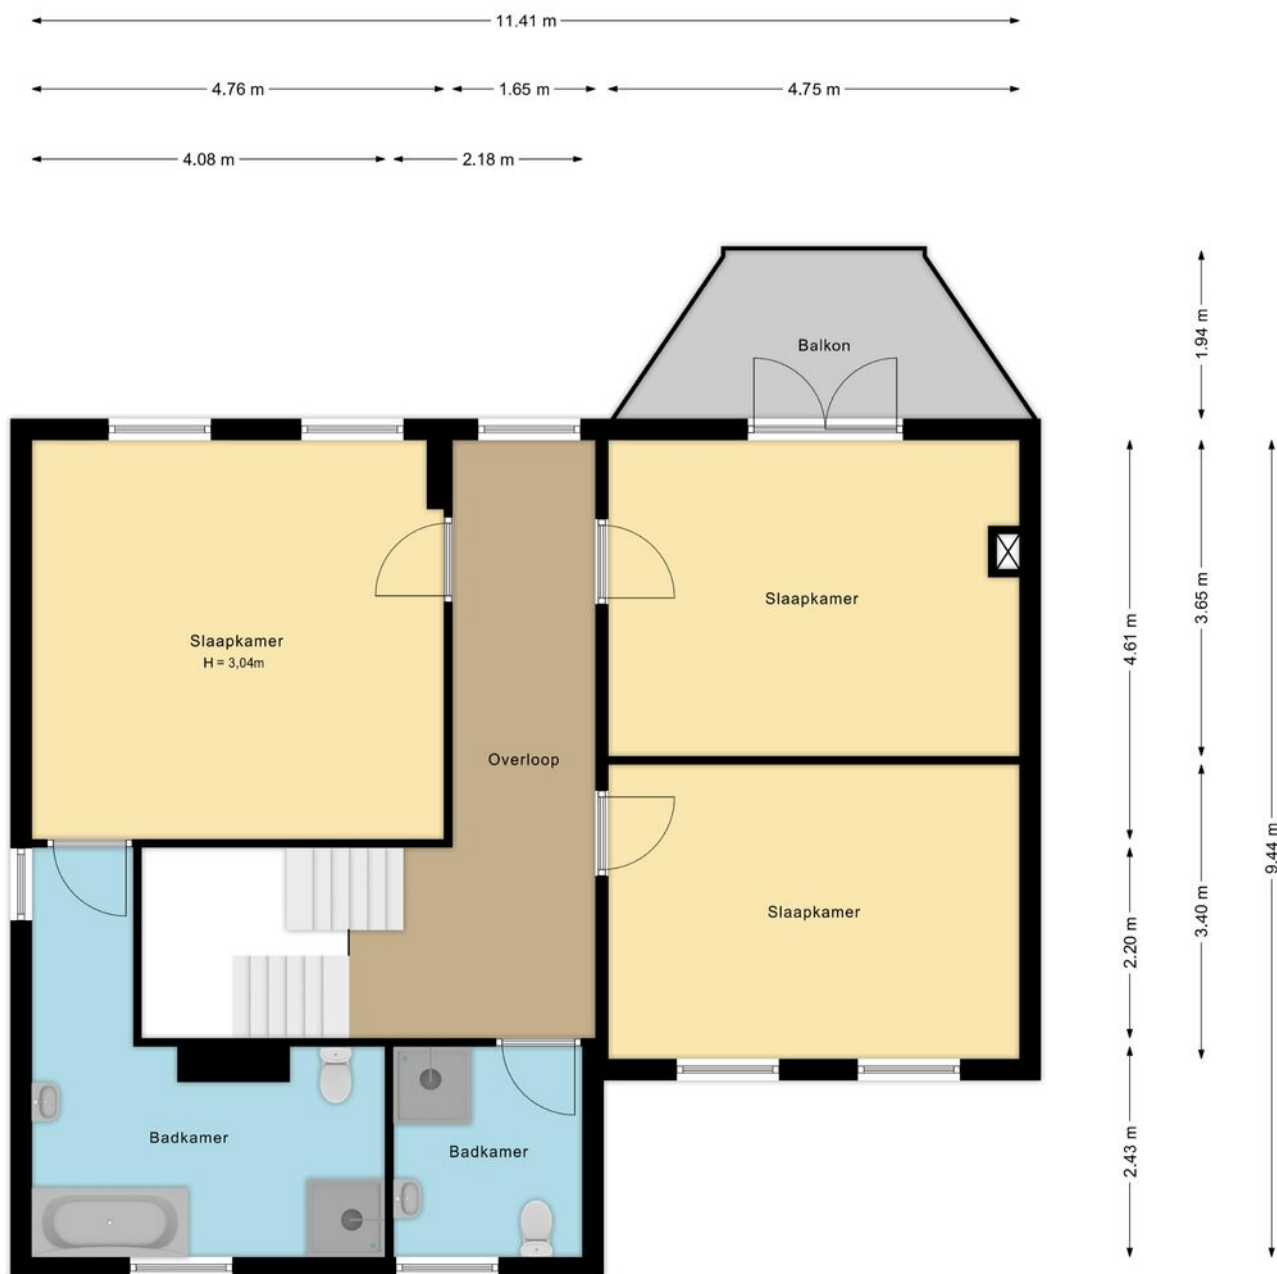 11.41 m
4.76 m
1.65 m
4.75 m
4.08 m
2.18 m
Balkon
1.94 m
Slaapkamer
H = 3,04m
Slaapkamer
Overloop
Slaapkamer
4.61 m
3.65 m
9.44 m
2.20 m
3.40 m
Badkamer
Badkamer
2.43 m